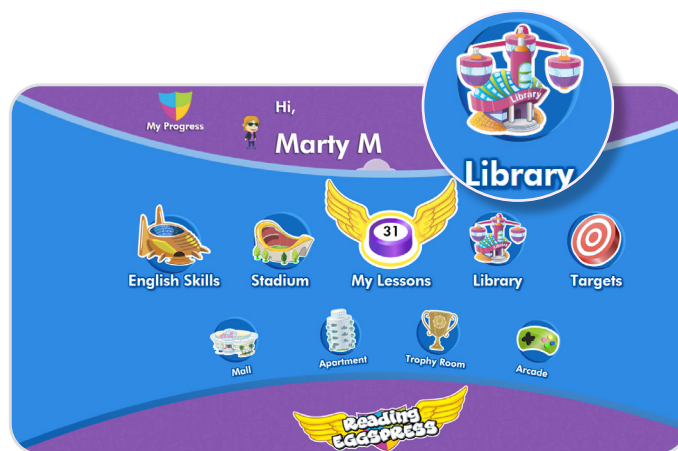 Library
Library
My Progress
Hi,
Marty M
31
English Skills
Stadium
My Lessons
Library
Targets
Mall
Apartment
Trophy Room
Arcade
Reading
EGGSPRESS